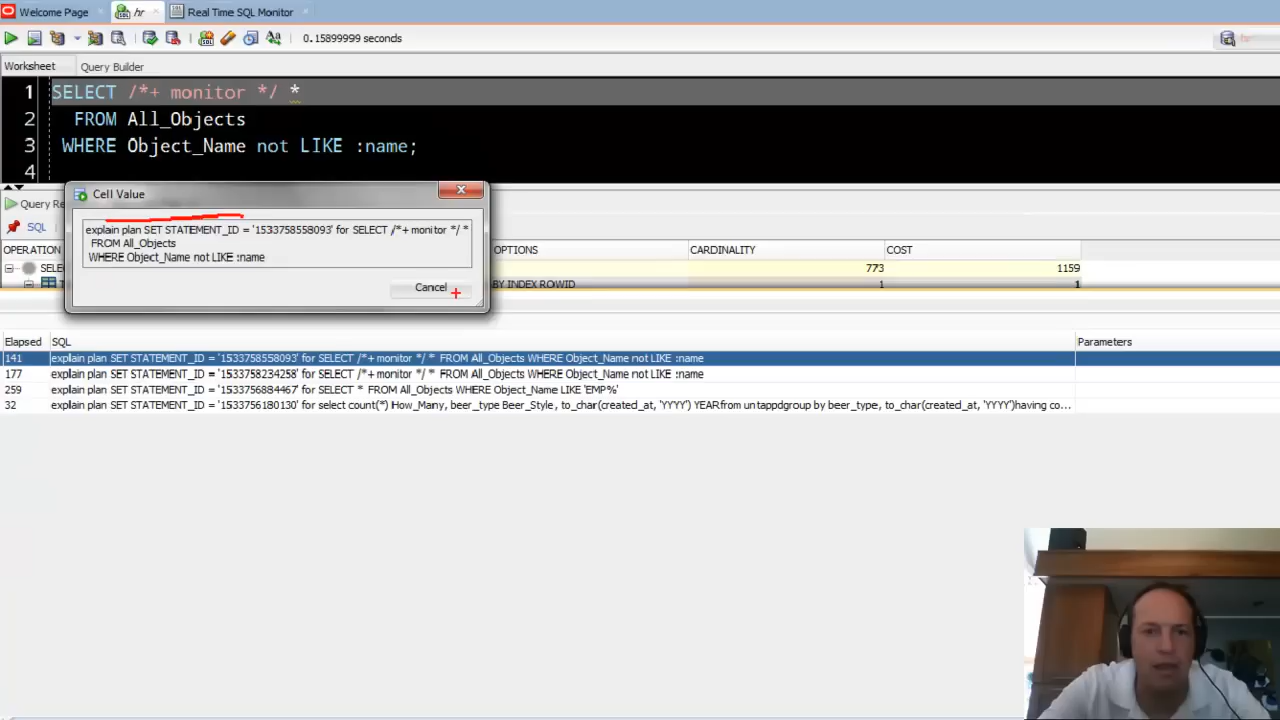 Welcome Page hr Real Time SQL Monitor
0.15899999 seconds
Worksheet Query Builder
1 SELECT /*+ monitor */ *
2 FROM All_Objects
3 WHERE Object_Name not LIKE :name;
4
Cell Value
Query Re
explain plan SET STATEMENT_ID = '1533758558093' for SELECT /*+ monitor */ *
FROM All_Objects
WHERE Object_Name not LIKE :name
SQL
OPERATION OPTIONS CARDINALITY COST
SELE 773 1159
BY INDEX ROWID 1 1
Cancel
Elapsed SQL Parameters
141 explain plan SET STATEMENT_ID = '1533758558093' for SELECT /*+ monitor */ * FROM All_Objects WHERE Object_Name not LIKE :name
177 explain plan SET STATEMENT_ID = '1533758234258' for SELECT /*+ monitor */ * FROM All_Objects WHERE Object_Name not LIKE :name
259 explain plan SET STATEMENT_ID = '1533756884467' for SELECT * FROM All_Objects WHERE Object_Name LIKE 'EMP%'
32 explain plan SET STATEMENT_ID = '1533756180130' for select count(*) How_Many, beer_type Beer_Style, to_char(created_at, 'YYYY') YEARfrom untappdgroup by beer_type, to_char(created_at, 'YYYY')having co...